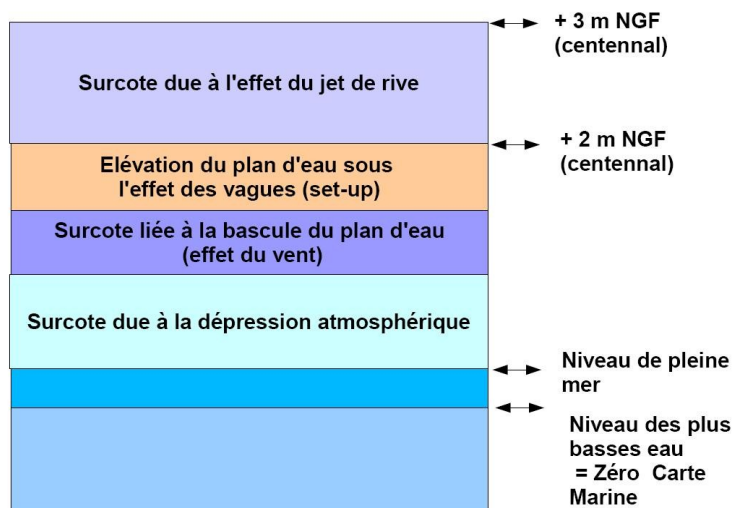 + 3 m NGF
(centennal)
Surcote due à l'effet du jet de rive
+ 2 m NGF
(centennal)
Elévation du plan d'eau sous
l'effet des vagues (set-up)
Surcote liée à la bascule du plan d'eau
(effet du vent)
Surcote due à la dépression atmosphérique
Niveau de pleine
mer
Niveau des plus
basses eau
= Zéro Carte
Marine